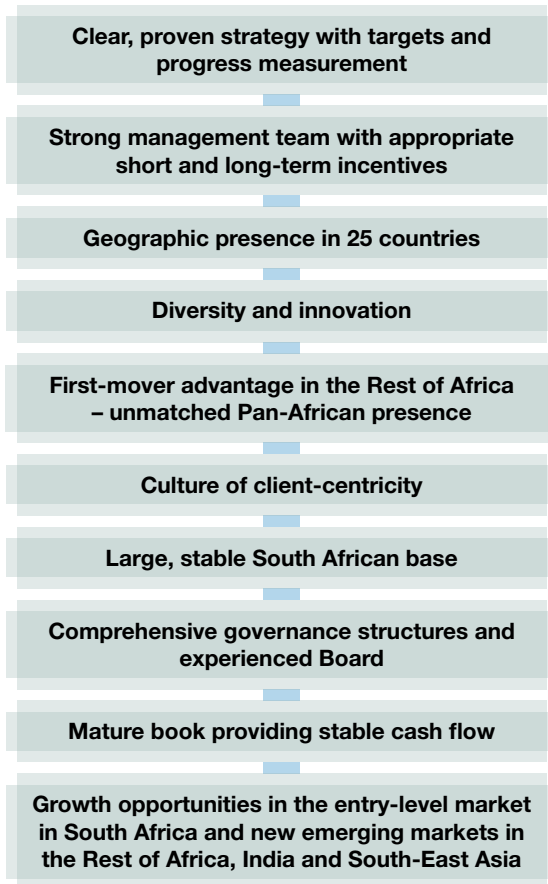 Clear, proven strategy with targets and
progress measurement
Strong management team with appropriate
short and long-term incentives
Geographic presence in 25 countries
Diversity and innovation
First-mover advantage in the Rest of Africa
– unmatched Pan-African presence
Culture of client-centricity
Large, stable South African base
Comprehensive governance structures and
experienced Board
Mature book providing stable cash flow
Growth opportunities in the entry-level market
in South Africa and new emerging markets in
the Rest of Africa, India and South-East Asia